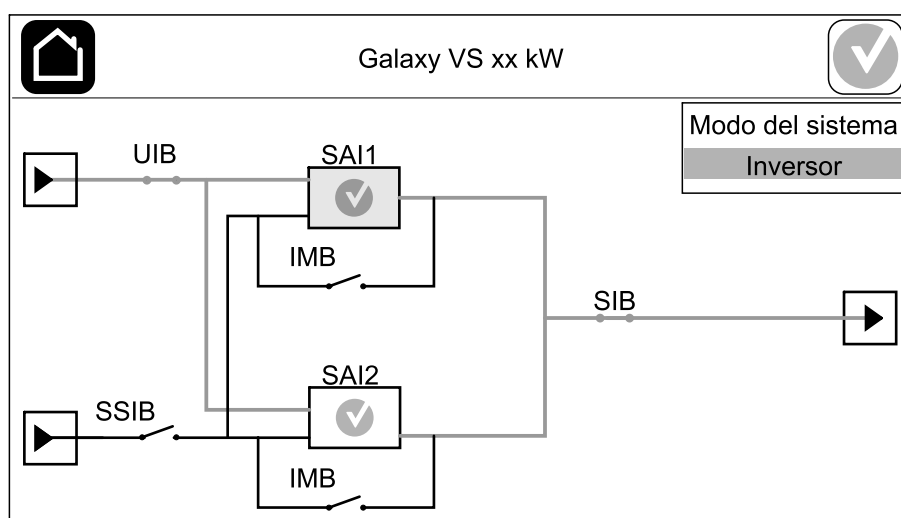 Galaxy VS xx kW
Modo del sistema
Inversor
UIB
SAI1
IMB
SIB
SAI2
SSIB
IMB